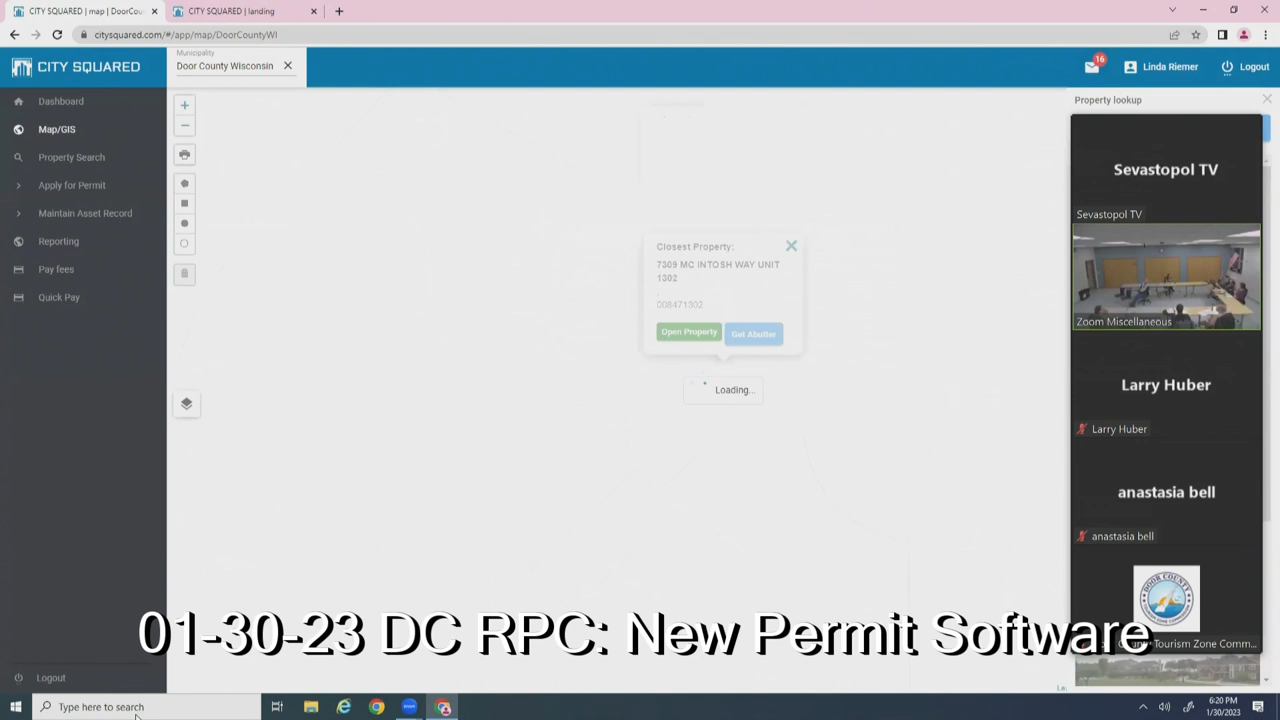 CITY SQUARED | map | DoorCou
CITY SQUARED | landing
citysquared.com/#/app/map/DoorCountyWI
CITY SQUARED
Municipality
Door County Wisconsin
16
Linda Riemer
Logout
Dashboard
Map/GIS
Property Search
Apply for Permit
Maintain Asset Record
Reporting
Pay fees
Quick Pay
Logout
Closest Property:
7309 MC INTOSH WAY UNIT
1302
008471302
Open Property
Get Abutter
Loading...
Property lookup
Sevastopol TV
Sevastopol TV
Zoom Miscellaneous
Larry Huber
Larry Huber
anastasia bell
anastasia bell
DOOR COUNTY
Tourism Zone Comm...
01-30-23 DC RPC: New Permit Software
Type here to search
6:20 PM
1/30/2023